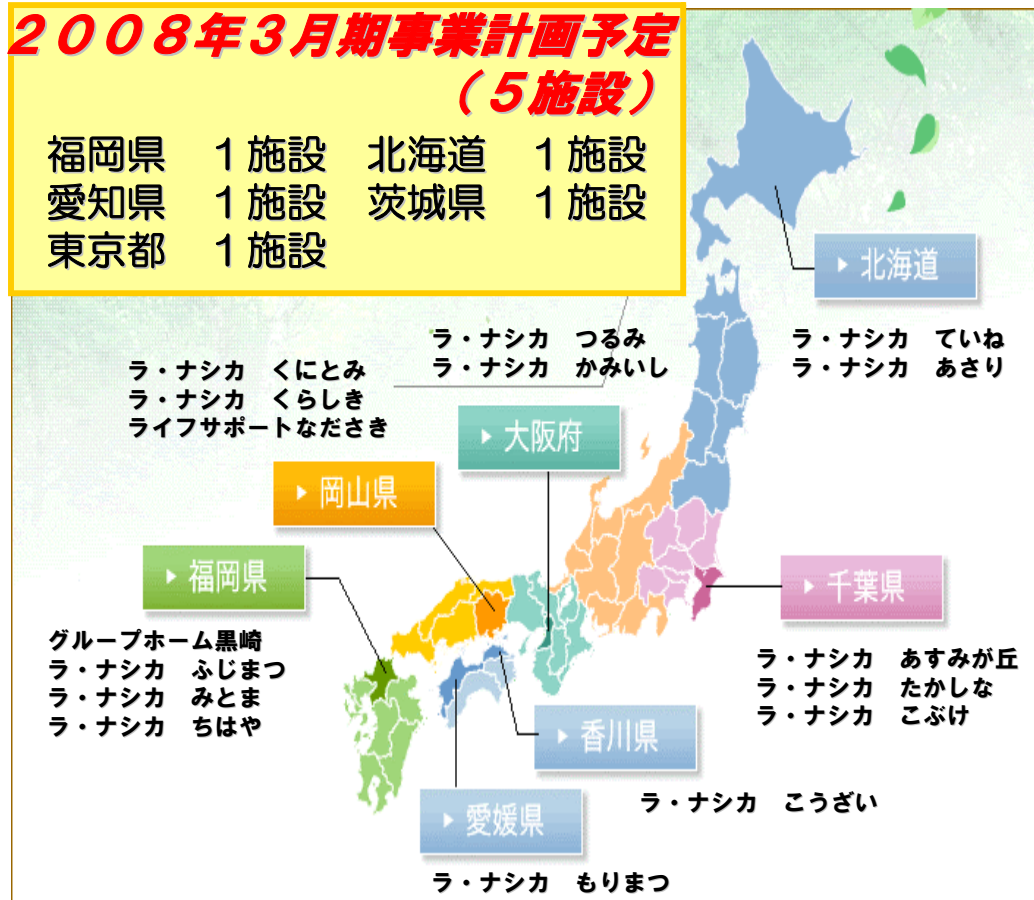 ２００８年３月期事業計画予定
（５施設）
福岡県　１施設　北海道　１施設
愛知県　１施設　茨城県　１施設
東京都　１施設
北海道
ラ・ナシカ　ていね
ラ・ナシカ　あさり
ラ・ナシカ　つるみ
ラ・ナシカ　かみいし
大阪府
ラ・ナシカ　くにとみ
ラ・ナシカ　くらしき
ライフサポートなださき
岡山県
福岡県
グループホーム黒崎
ラ・ナシカ　ふじまつ
ラ・ナシカ　みとま
ラ・ナシカ　ちはや
千葉県
ラ・ナシカ　あすみが丘
ラ・ナシカ　たかしな
ラ・ナシカ　こぶけ
香川県
ラ・ナシカ　こうざい
愛媛県
ラ・ナシカ　もりまつ